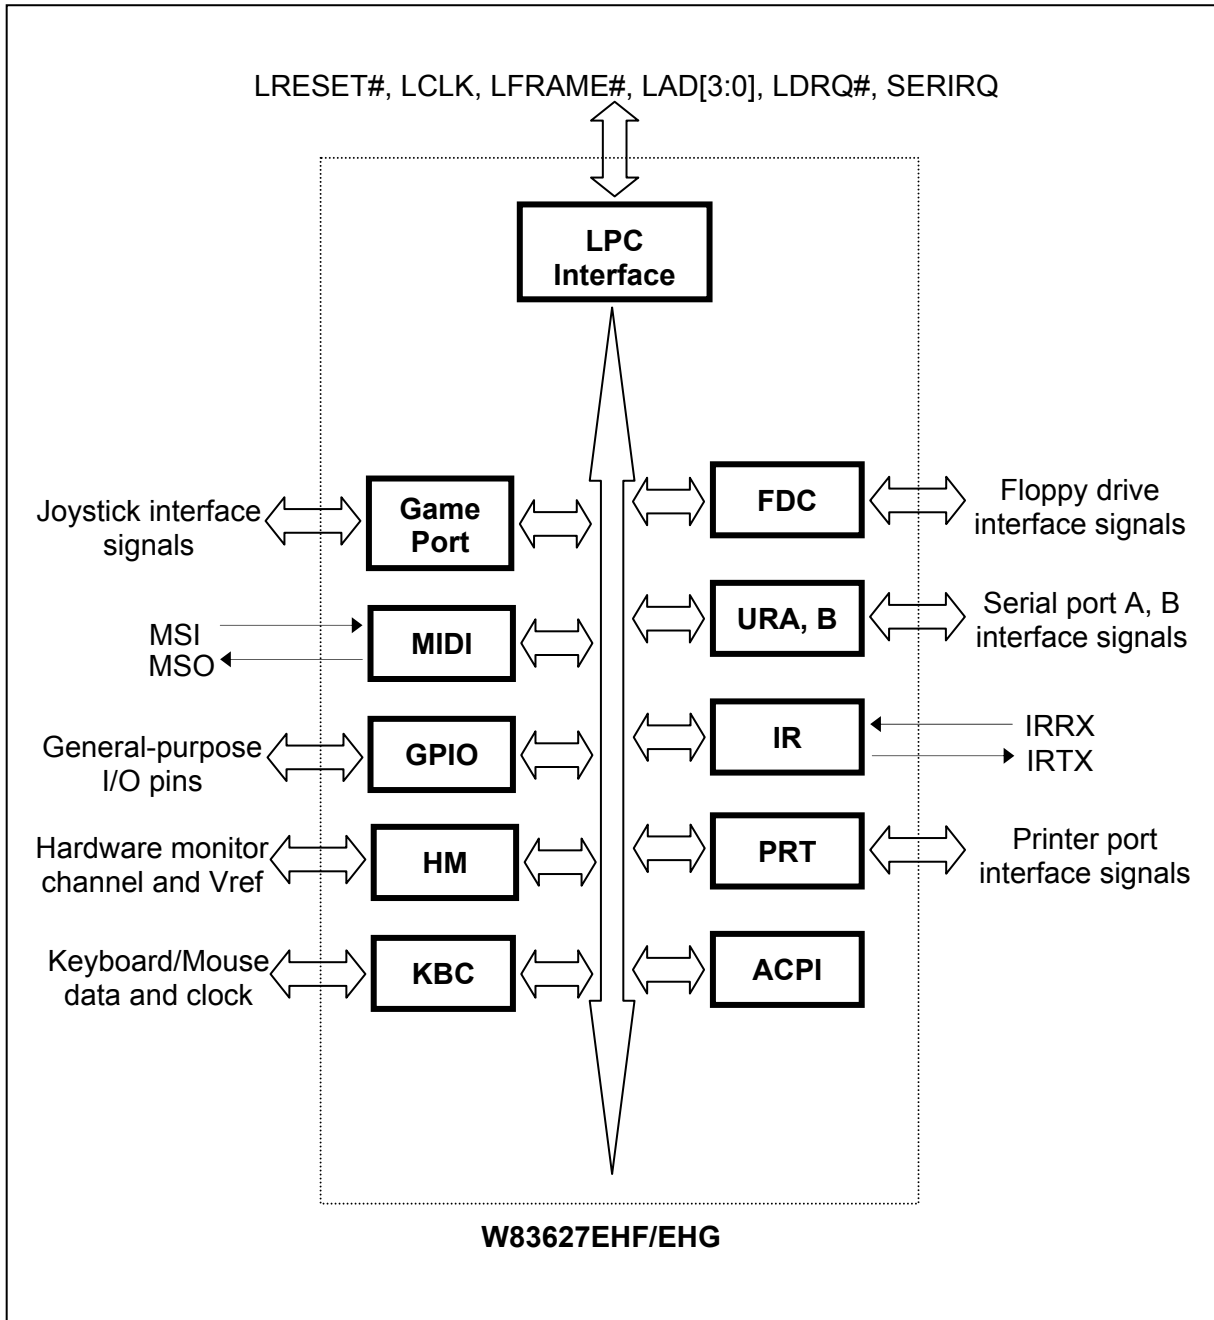 LRESET#, LCLK, LFRAME#, LAD[3:0], LDRQ#, SERIRQ
LPC
Interface
Joystick interface
signals
Game
Port
FDC
Floppy drive
interface signals
MSI
MSO
MIDI
URA, B
Serial port A, B
interface signals
General-purpose
I/O pins
GPIO
IR
IRRX
IRTX
Hardware monitor
channel and Vref
HM
PRT
Printer port
interface signals
Keyboard/Mouse
data and clock
KBC
ACPI
W83627EHF/EHG